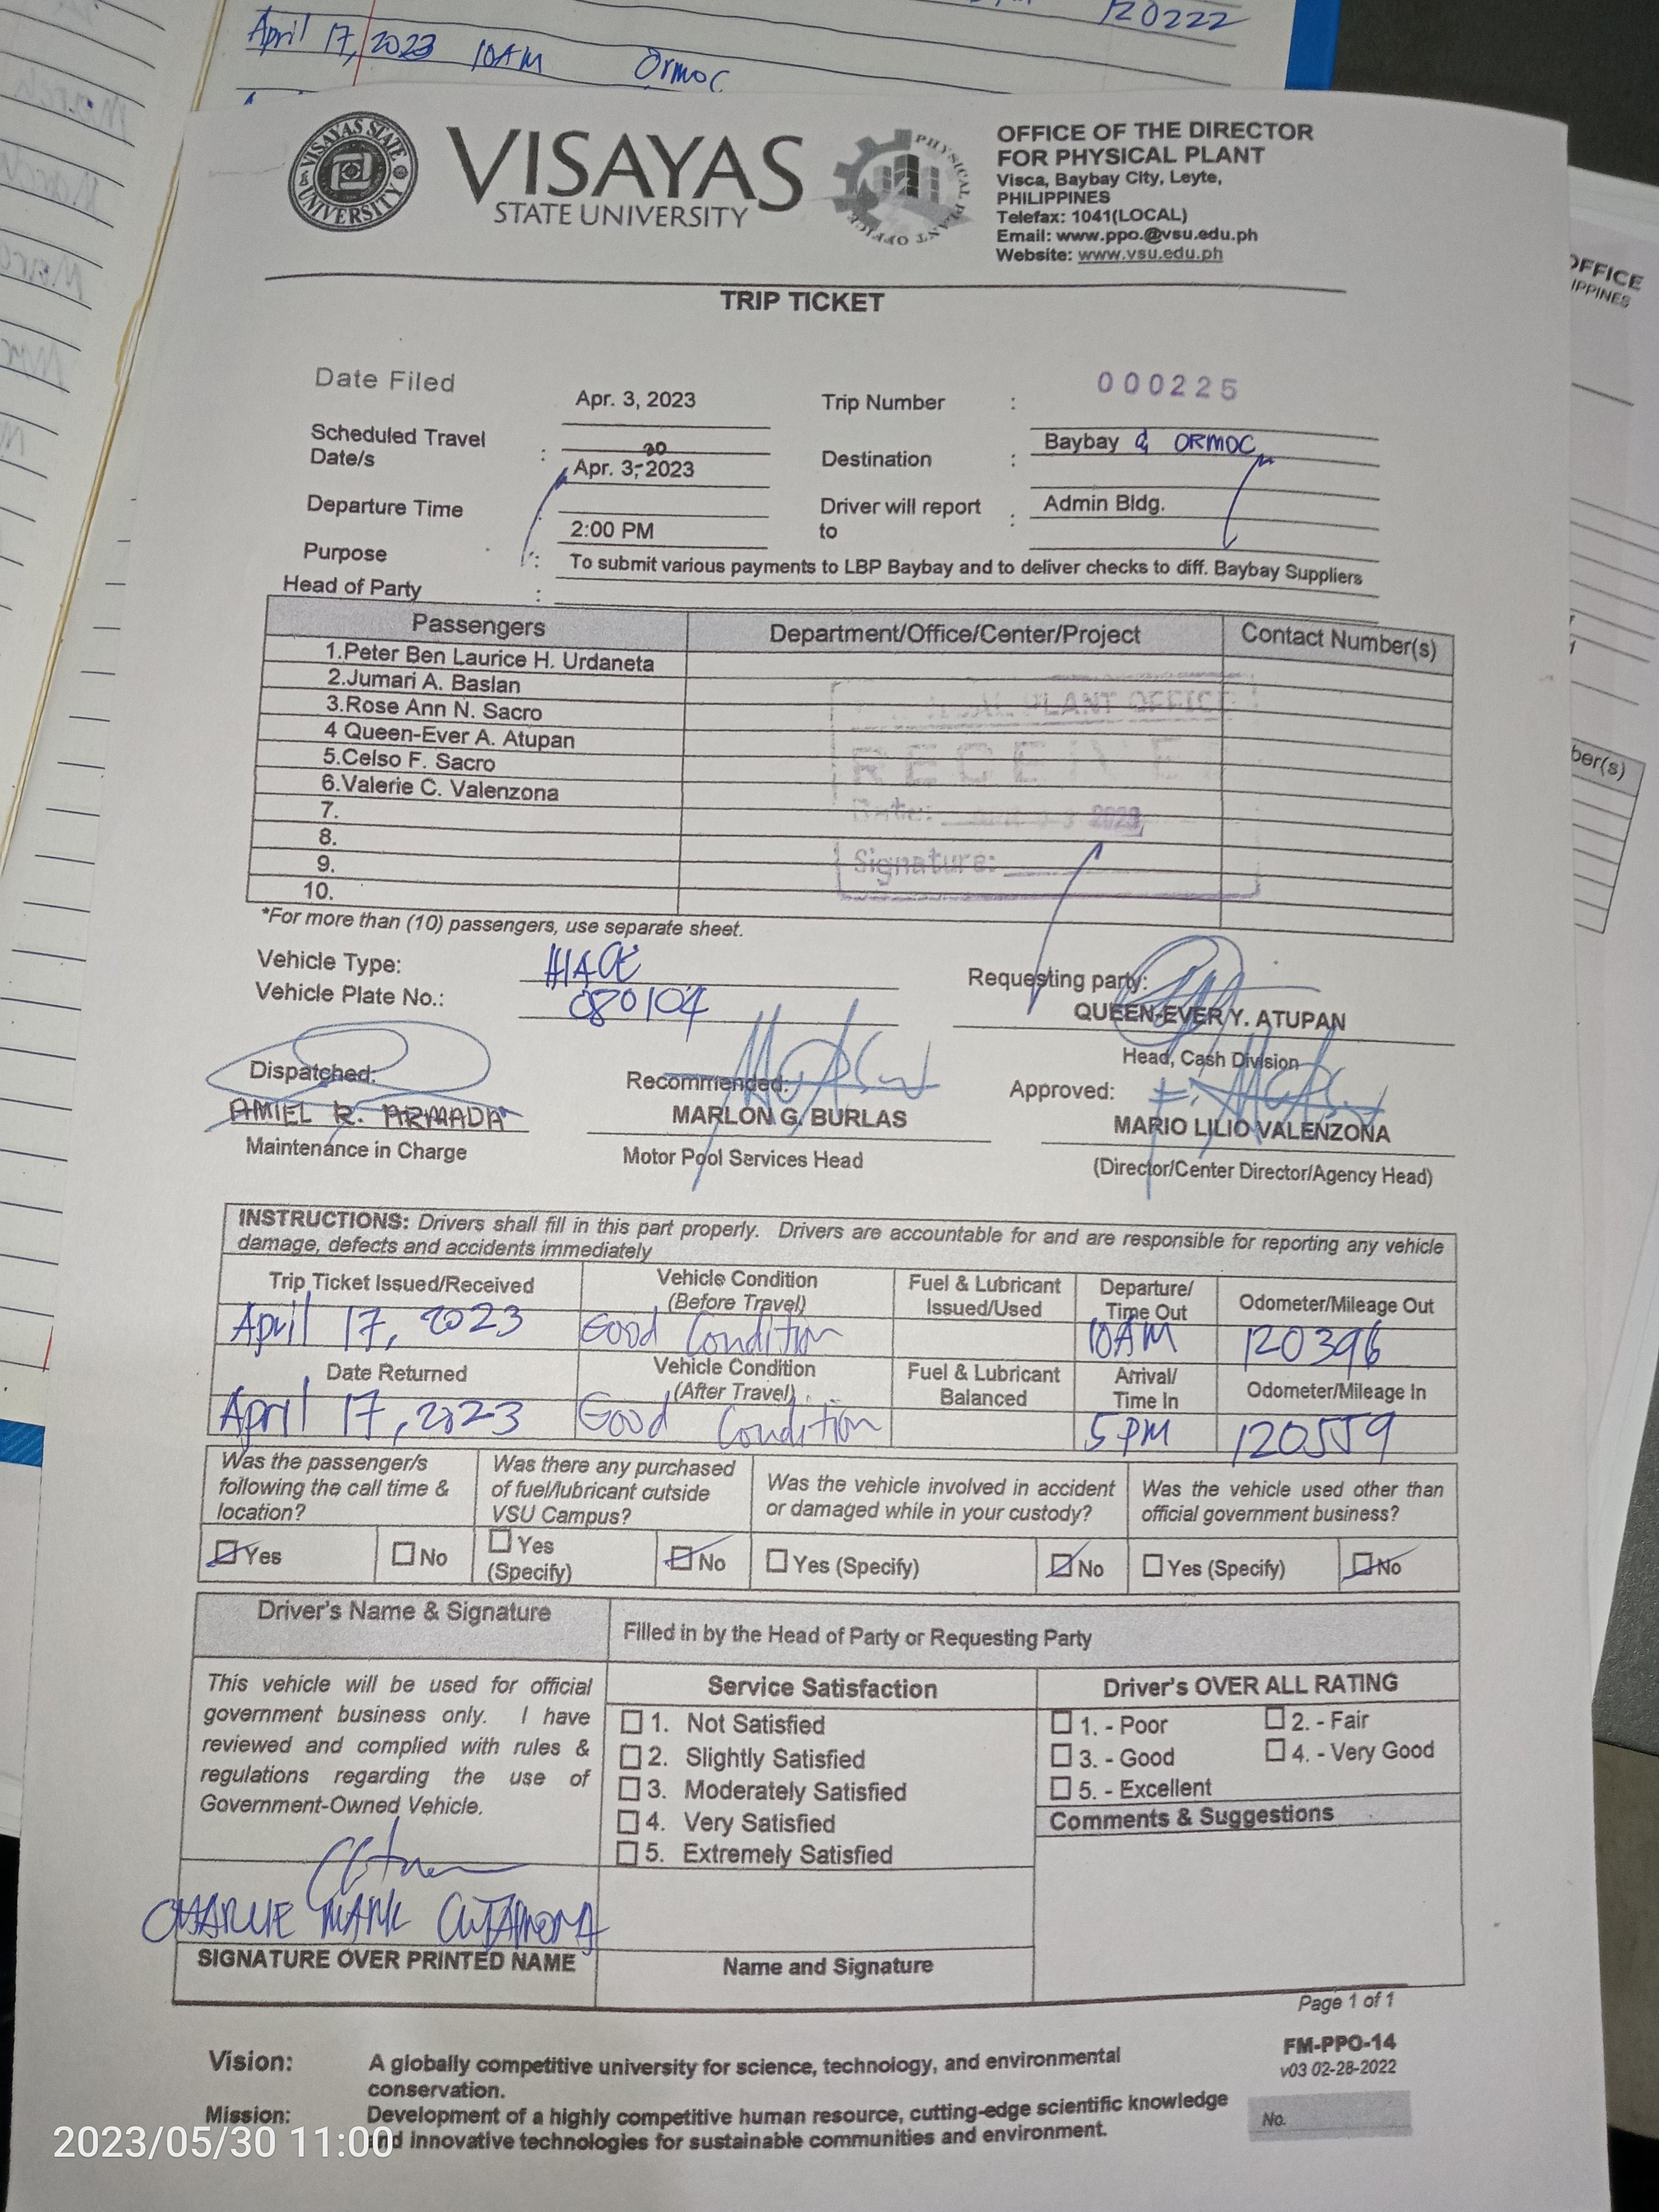 120222
April 17, 2023 10AM Ormoc
VISAYAS STATE UNIVERSITY
VISAYAS
STATE UNIVERSITY
PHYSICAL PLANT OFFICE
OFFICE OF THE DIRECTOR
FOR PHYSICAL PLANT
Visca, Baybay City, Leyte,
PHILIPPINES
Telefax: 1041(LOCAL)
Email: www.ppo.@vsu.edu.ph
Website: www.vsu.edu.ph
OFFICE
IPPINES
TRIP TICKET
Date Filed Apr. 3, 2023 Trip Number : 000225
Scheduled Travel Date/s : Apr. 3-30 2023 Destination : Baybay & ORMOC
Departure Time : 2:00 PM Driver will report to : Admin Bldg.
Purpose : To submit various payments to LBP Baybay and to deliver checks to diff. Baybay Suppliers
Head of Party :
Passengers Department/Office/Center/Project Contact Number(s)
1.Peter Ben Laurice H. Urdaneta
2.Jumari A. Baslan
3.Rose Ann N. Sacro
4 Queen-Ever A. Atupan
5.Celso F. Sacro
6.Valerie C. Valenzona
7.
8.
9.
10.
PLANT OFFICE
RECEIVE
Date: 2023
Signature:
ber(s)
*For more than (10) passengers, use separate sheet.
Vehicle Type: HIACE
Vehicle Plate No.: 080104
Requesting party:
QUEEN-EVER Y. ATUPAN
Head, Cash Division
Dispatched: Recommended: Approved:
AMIEL R. ARMADA MARLON G. BURLAS MARIO LILIO VALENZONA
Maintenance in Charge Motor Pool Services Head (Director/Center Director/Agency Head)
INSTRUCTIONS: Drivers shall fill in this part properly. Drivers are accountable for and are responsible for reporting any vehicle
damage, defects and accidents immediately
Trip Ticket Issued/Received Vehicle Condition (Before Travel) Fuel & Lubricant Issued/Used Departure/ Time Out Odometer/Mileage Out
April 17, 2023 Good Condition 10AM 120396
Date Returned Vehicle Condition (After Travel) Fuel & Lubricant Balanced Arrival/ Time In Odometer/Mileage In
April 17, 2023 Good Condition 5PM 120559
Was the passenger/s following the call time & location? Was there any purchased of fuel/lubricant outside VSU Campus? Was the vehicle involved in accident or damaged while in your custody? Was the vehicle used other than official government business?
Yes No Yes (Specify) No Yes (Specify) No Yes (Specify) No
Driver's Name & Signature Filled in by the Head of Party or Requesting Party
This vehicle will be used for official
government business only. I have
reviewed and complied with rules &
regulations regarding the use of
Government-Owned Vehicle.
CHARLIE MARK CUTAMORA
SIGNATURE OVER PRINTED NAME
Service Satisfaction
1. Not Satisfied
2. Slightly Satisfied
3. Moderately Satisfied
4. Very Satisfied
5. Extremely Satisfied
Name and Signature
Driver's OVER ALL RATING
1. - Poor 2. - Fair
3. - Good 4. - Very Good
5. - Excellent
Comments & Suggestions
Page 1 of 1
FM-PPO-14
v03 02-28-2022
No.
Vision: A globally competitive university for science, technology, and environmental
conservation.
Mission: Development of a highly competitive human resource, cutting-edge scientific knowledge
and innovative technologies for sustainable communities and environment.
2023/05/30 11:00